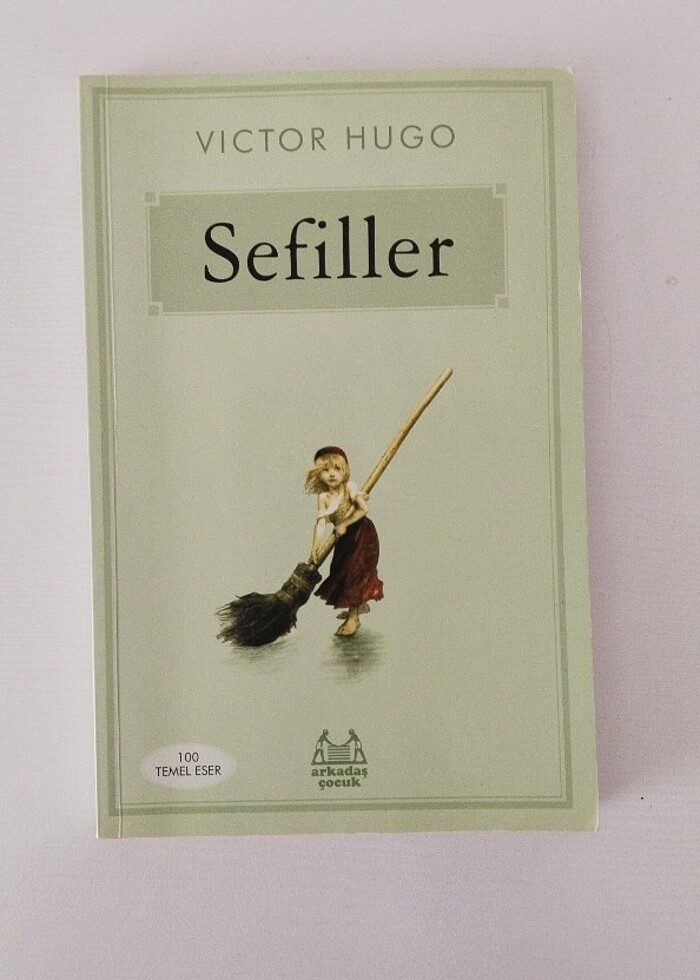 VICTOR HUGO
Sefiller
100
TEMEL ESER
arkadaş
çocuk